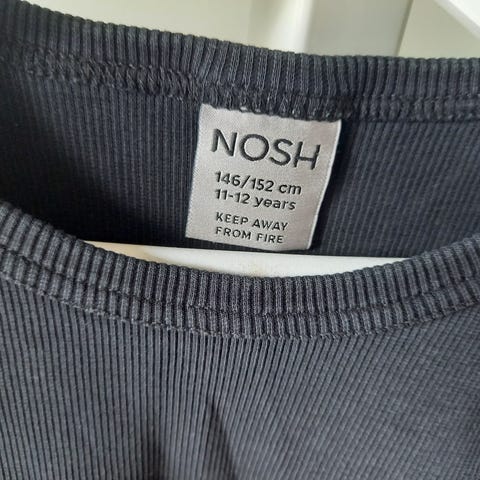 NOSH
146/152 cm
11-12 years
KEEP AWAY
FROM FIRE